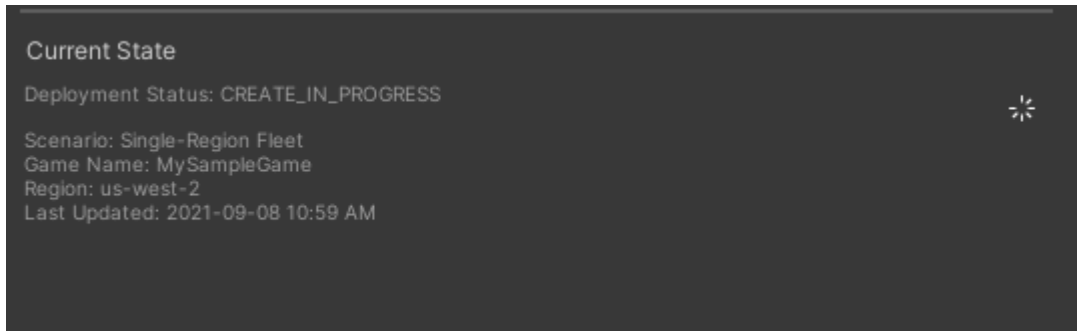 Current State
Deployment Status: CREATE_IN_PROGRESS
Scenario: Single-Region Fleet
Game Name: MySampleGame
Region: us-west-2
Last Updated: 2021-09-08 10:59 AM